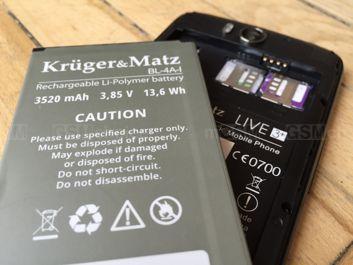 Krüger&Matz
BL-4A-I
Rechargeable Li-Polymer battery
3520 mAh 3,85 V 13,6 Wh
CAUTION
Please use specified charger only.
Must be disposed of properly.
May explode if damaged
or disposed of fire.
Do not short-circuit.
Do not disassemble.
atz
LIVE 3+
Mobile Phone
CE0700